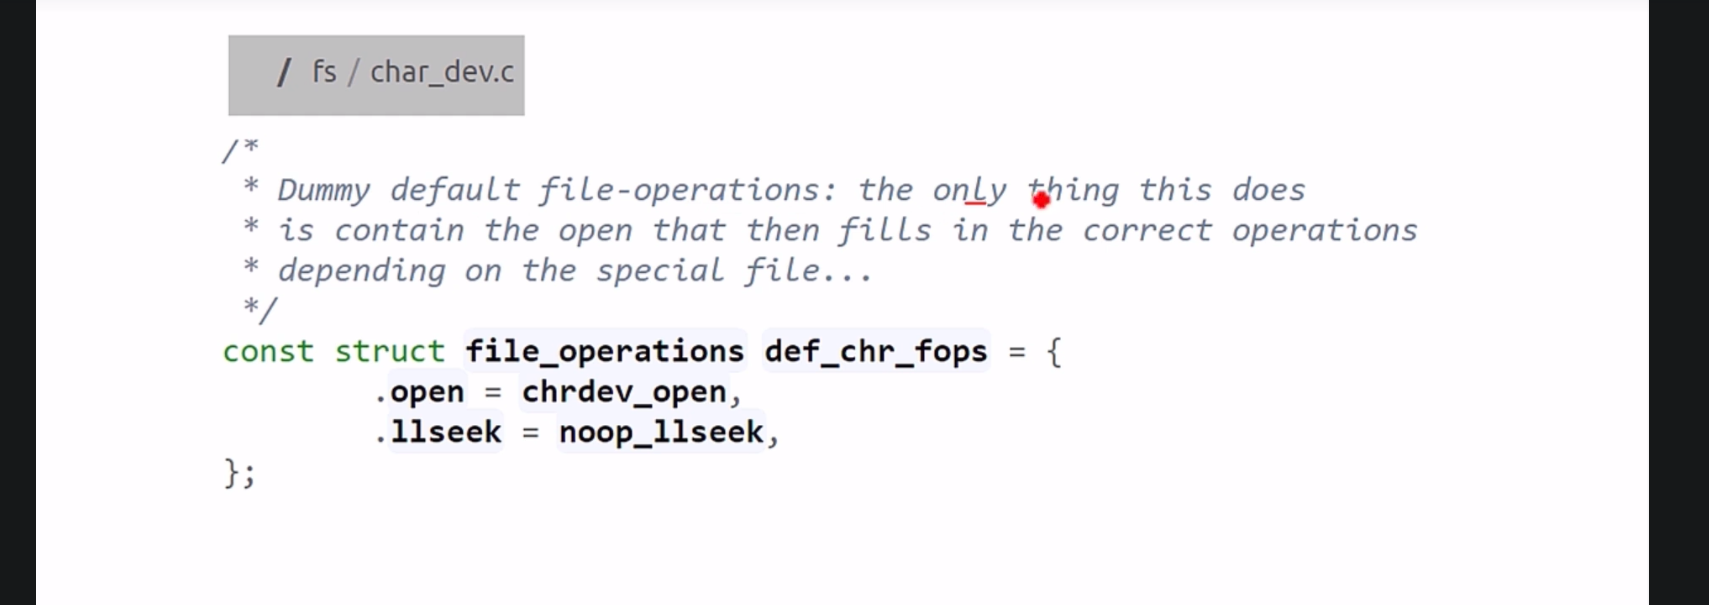 / fs / char_dev.c
/*
 * Dummy default file-operations: the only thing this does
 * is contain the open that then fills in the correct operations
 * depending on the special file...
 */
const struct file_operations def_chr_fops = {
        .open = chrdev_open,
        .llseek = noop_llseek,
};